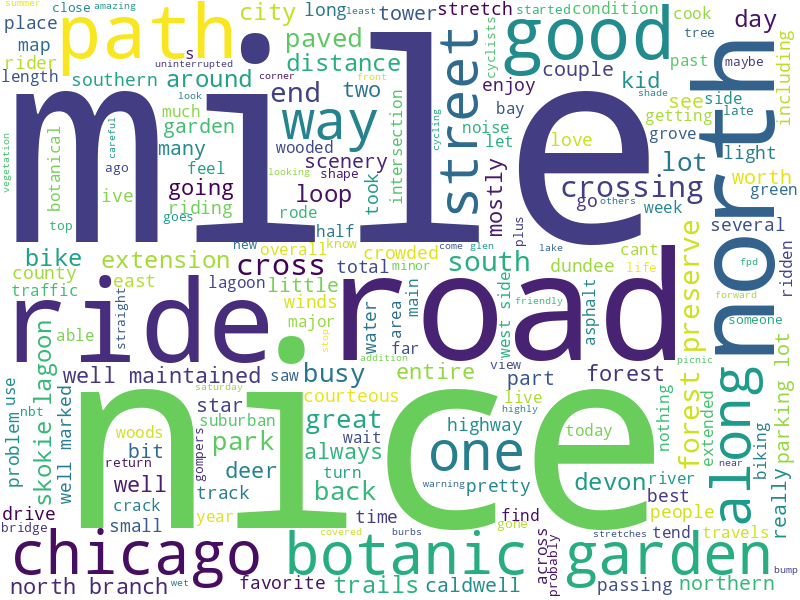 summer
close
amazing
path
good
city
long
stretch
started
condition
cook
tree
day
place
least
tower
maybe
map
s
uninterrupted
paved
cyclists
couple
past
including
rider
corner
distance
street
kid
length
southern
around
look
mile
way
north
front
much
end
two
enjoy
bay
see
side
getting
late
vegetation
botanical
careful
garden
intersection
noise
let
grove
shade
many
wooded
love
light
cycling
ago
feel
scenery
lot
worth
ive
going
looking
shape
crossing
green
riding
loop
took
mostly
go
others
week
top
goes
rode
half
plus
several
bike
new
overall
know
come
glen
lake
cant
extension
cross
crowded
south
dundee
life
fpd
county
east
total
minor
ridden
traffic
lagoon
little
winds
main
west side
asphalt
friendly
forest preserve
forward
able
straight
major
water
area
someone
along
ride
road
stop
far
addition
view
picnic
well maintained
saw
busy
entire
part
forest
problem
use
saturday
courteous
live
nothing
extended
parking lot
nbt
skokie lagoon
well marked
star
great
highly
nice
suburban
highway
today
woods
gompers
park
wait
one
biking
bit
always
turn
pretty
near
return
deer
warning
devon
river
really
well
back
best
crack
track
year
time
gone
find
people
drive
small
covered
burbs
across
stretches
tend
travels
bridge
chicago
botanic garden
probably
bump
north branch
wet
favorite
trails
caldwell
passing
northern